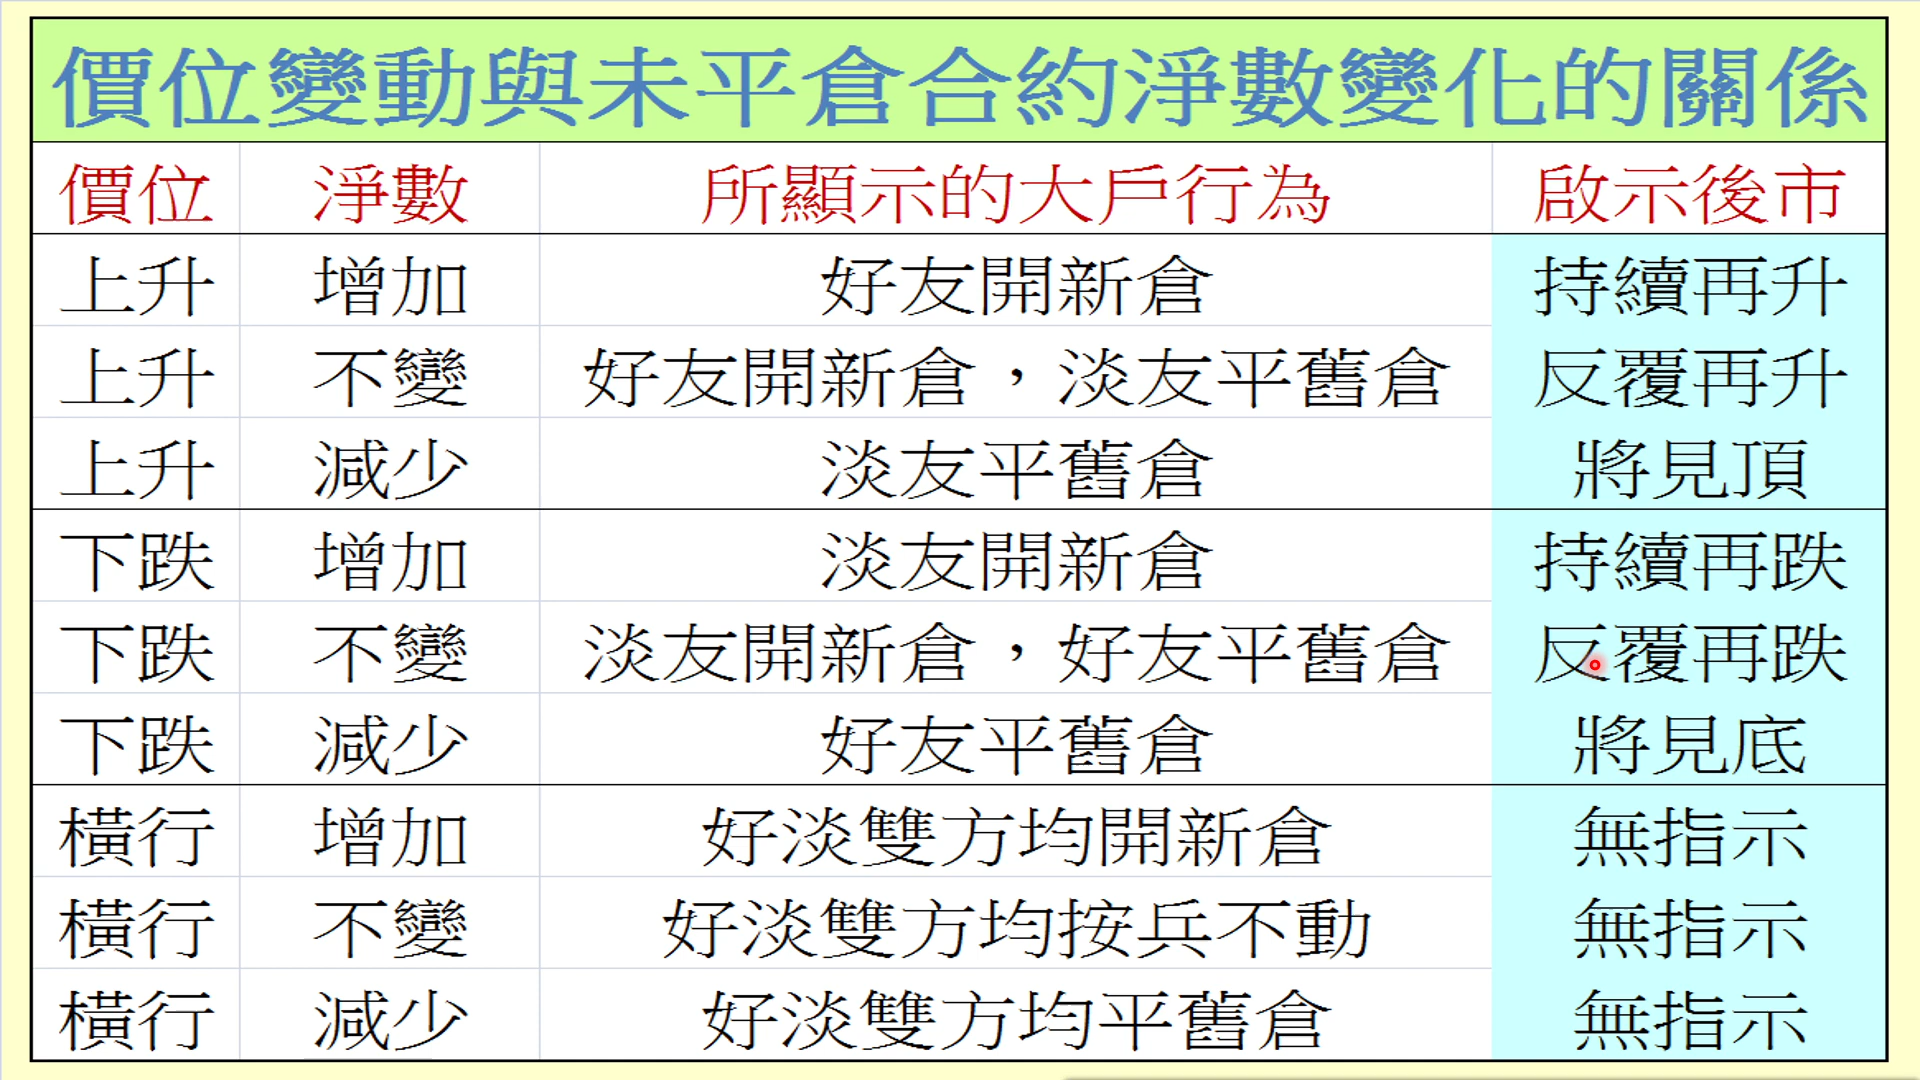 價位變動與未平倉合約淨數變化的關係
價位 淨數 所顯示的大戶行為 啟示後市
上升 增加 好友開新倉 持續再升
上升 不變 好友開新倉，淡友平舊倉 反覆再升
上升 減少 淡友平舊倉 將見頂
下跌 增加 淡友開新倉 持續再跌
下跌 不變 淡友開新倉，好友平舊倉 反覆再跌
下跌 減少 好友平舊倉 將見底
橫行 增加 好淡雙方均開新倉 無指示
橫行 不變 好淡雙方均按兵不動 無指示
橫行 減少 好淡雙方均平舊倉 無指示